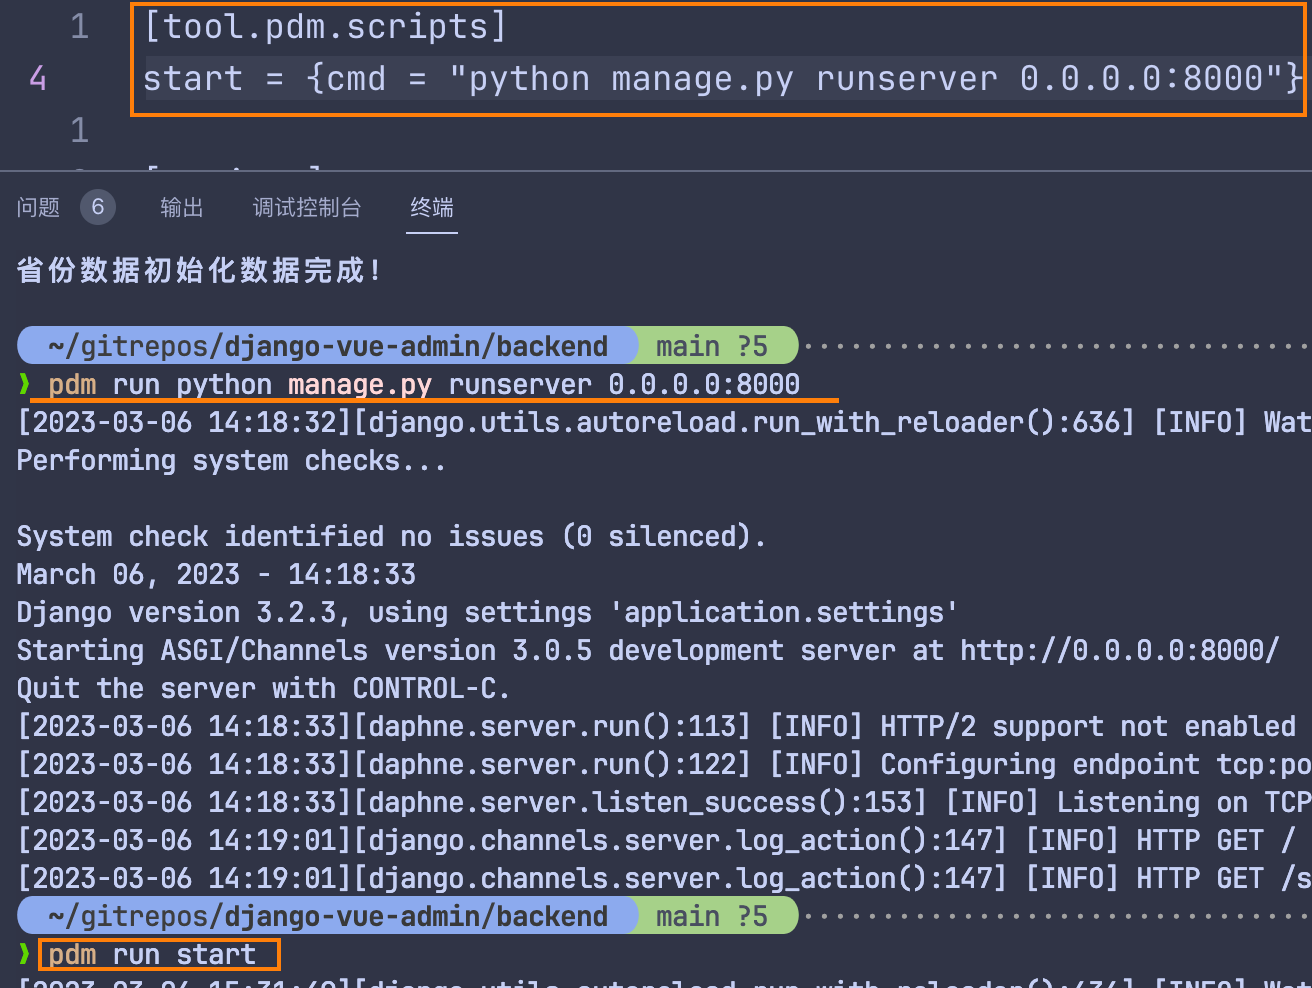 1 [tool.pdm.scripts]
4 start = {cmd = "python manage.py runserver 0.0.0.0:8000"}
1
问题 6 输出 调试控制台 终端
省份数据初始化数据完成!
~/gitrepos/django-vue-admin/backend main ?5
❱ pdm run python manage.py runserver 0.0.0.0:8000
[2023-03-06 14:18:32][django.utils.autoreload.run_with_reloader():636] [INFO] Wat
Performing system checks...
System check identified no issues (0 silenced).
March 06, 2023 - 14:18:33
Django version 3.2.3, using settings 'application.settings'
Starting ASGI/Channels version 3.0.5 development server at http://0.0.0.0:8000/
Quit the server with CONTROL-C.
[2023-03-06 14:18:33][daphne.server.run():113] [INFO] HTTP/2 support not enabled
[2023-03-06 14:18:33][daphne.server.run():122] [INFO] Configuring endpoint tcp:po
[2023-03-06 14:18:33][daphne.server.listen_success():153] [INFO] Listening on TCP
[2023-03-06 14:19:01][django.channels.server.log_action():147] [INFO] HTTP GET /
[2023-03-06 14:19:01][django.channels.server.log_action():147] [INFO] HTTP GET /s
~/gitrepos/django-vue-admin/backend main ?5
❱ pdm run start